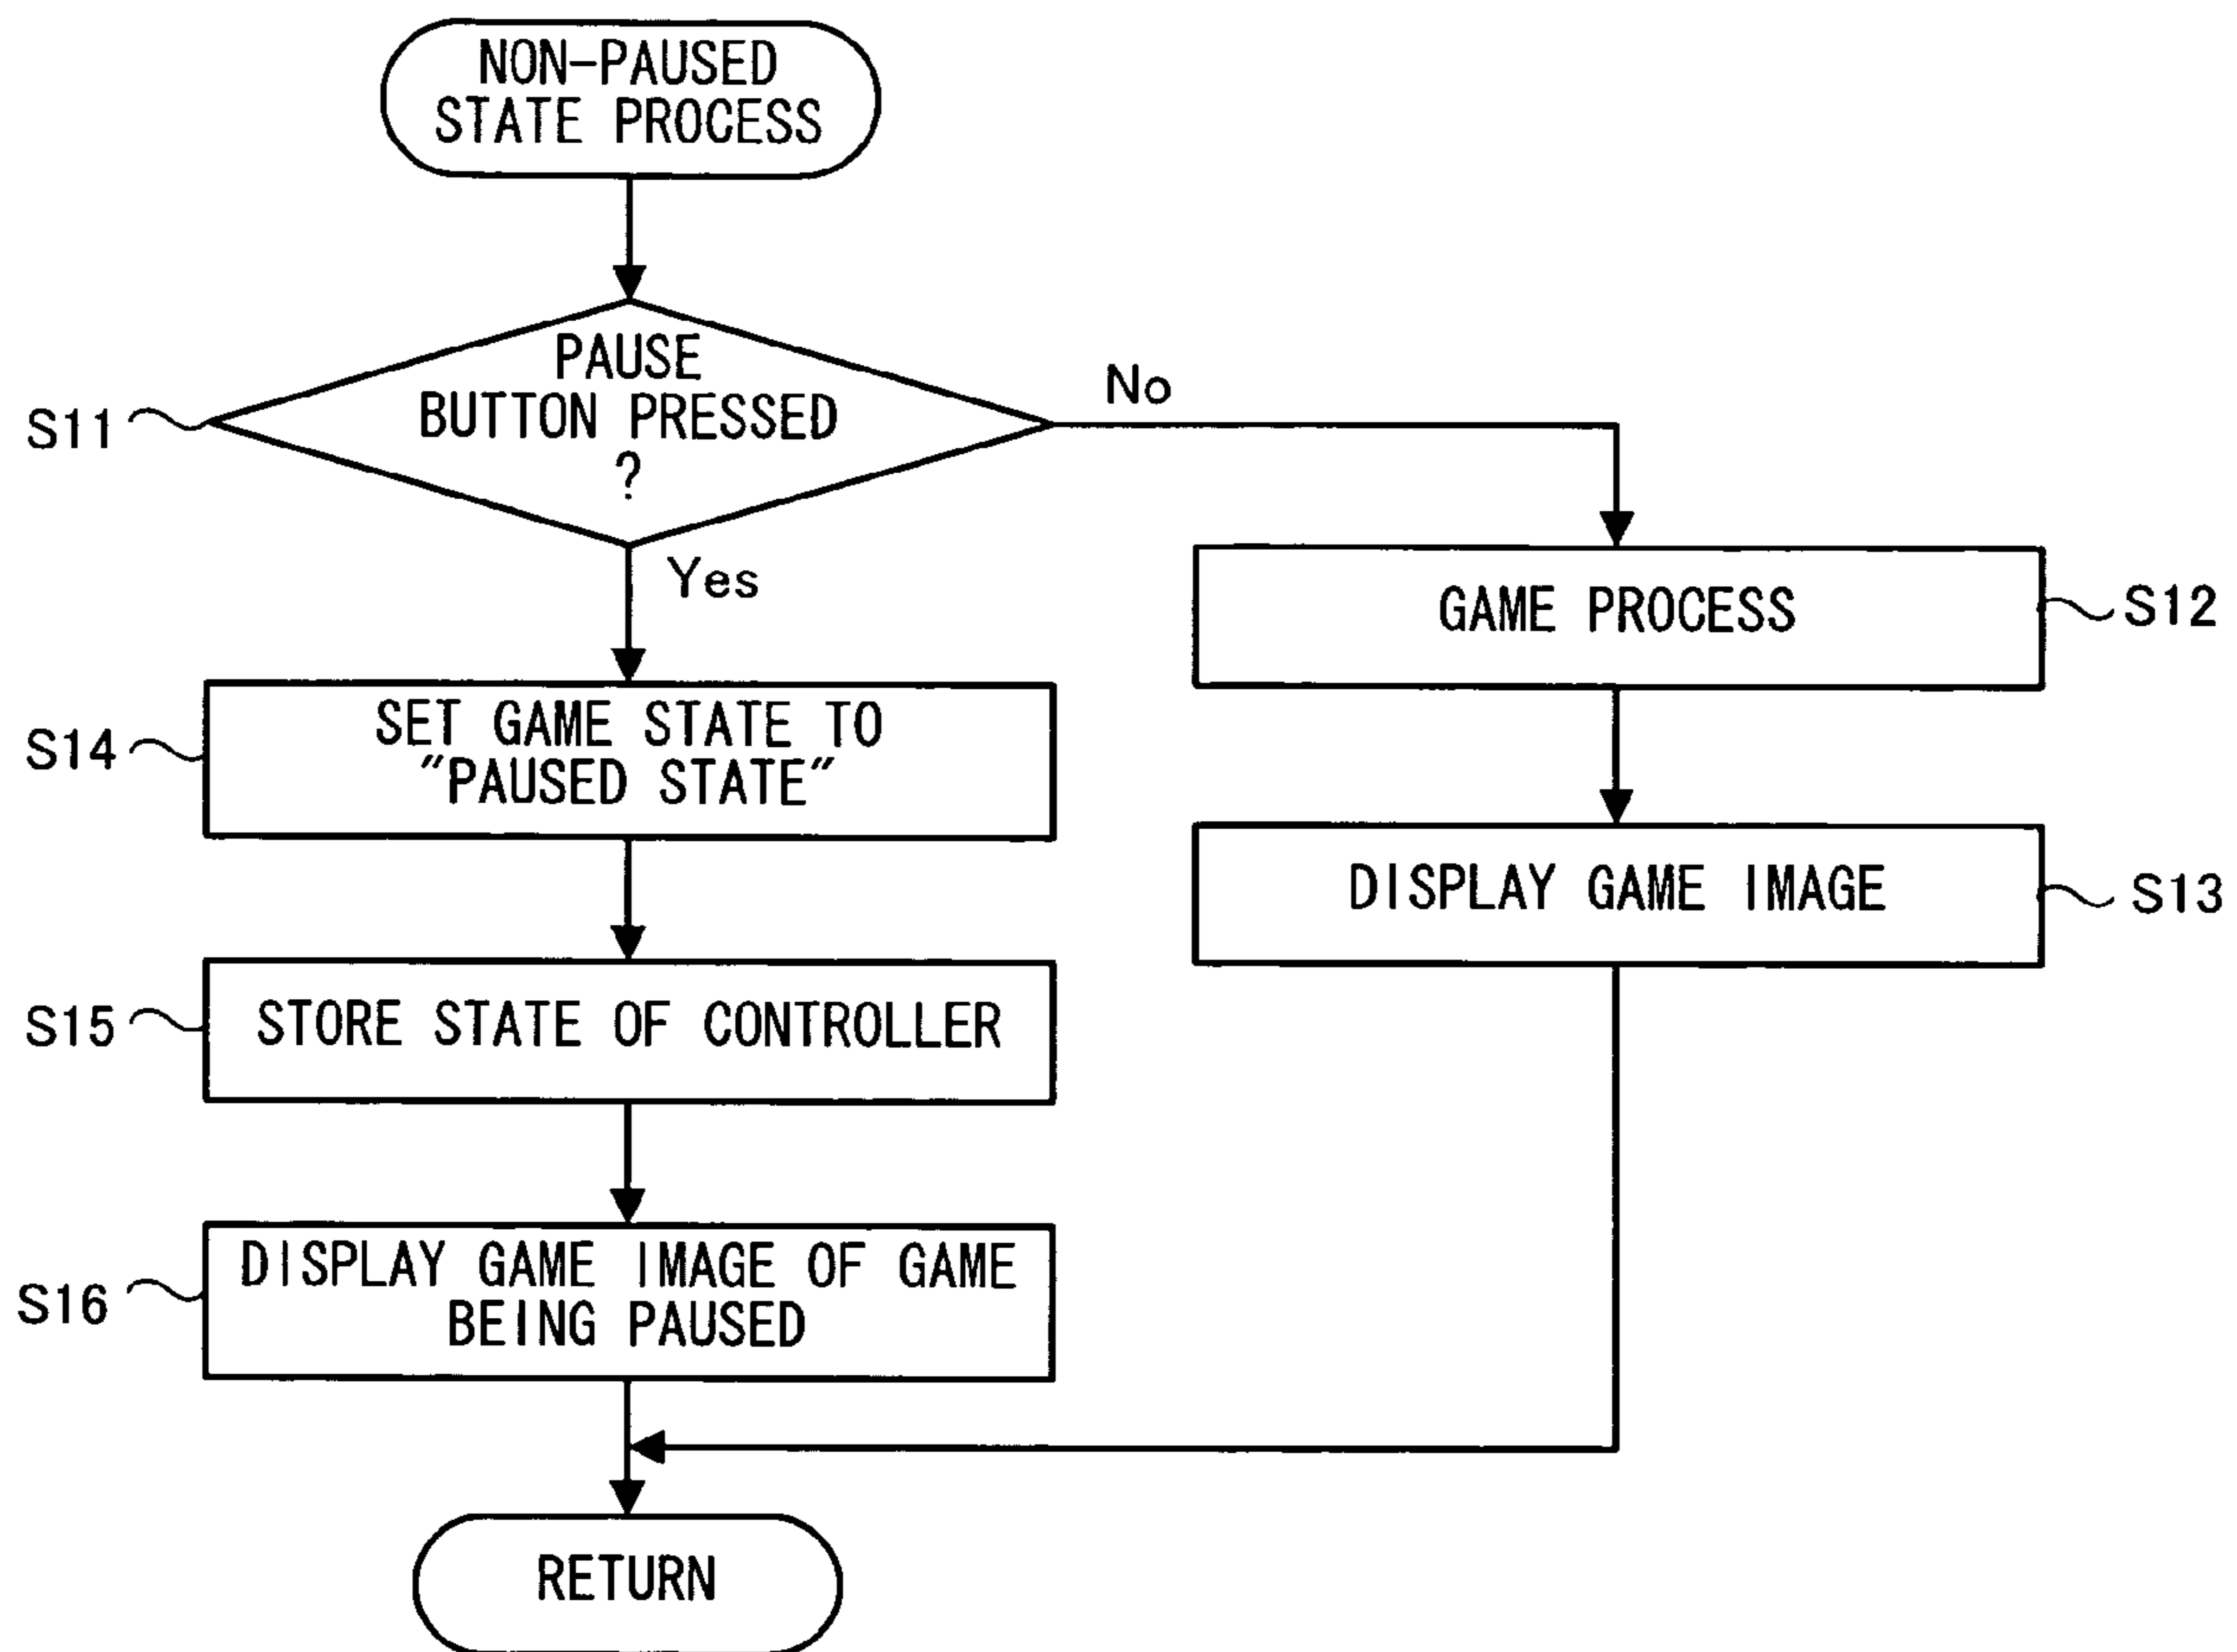 NON-PAUSED
STATE PROCESS
S11
PAUSE
BUTTON PRESSED
?
No
Yes
GAME PROCESS
S12
S14
SET GAME STATE TO
"PAUSED STATE"
DISPLAY GAME IMAGE
S13
S15
STORE STATE OF CONTROLLER
S16
DISPLAY GAME IMAGE OF GAME
BEING PAUSED
RETURN